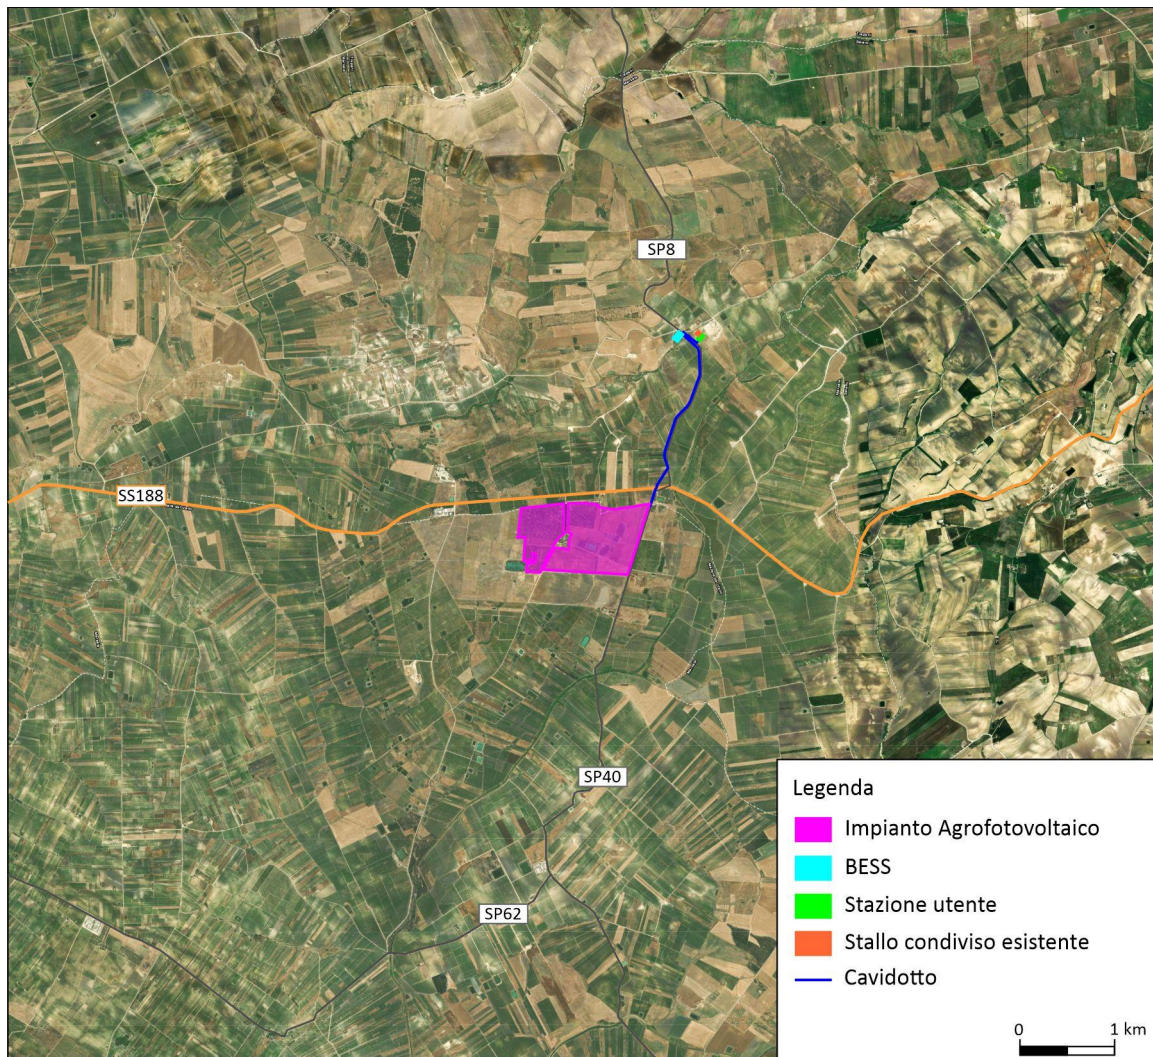 SP8
SS188
SP40
SP62
Legenda
Impianto Agrofotovoltaico
BESS
Stazione utente
Stallo condiviso esistente
Cavidotto
0 1 km